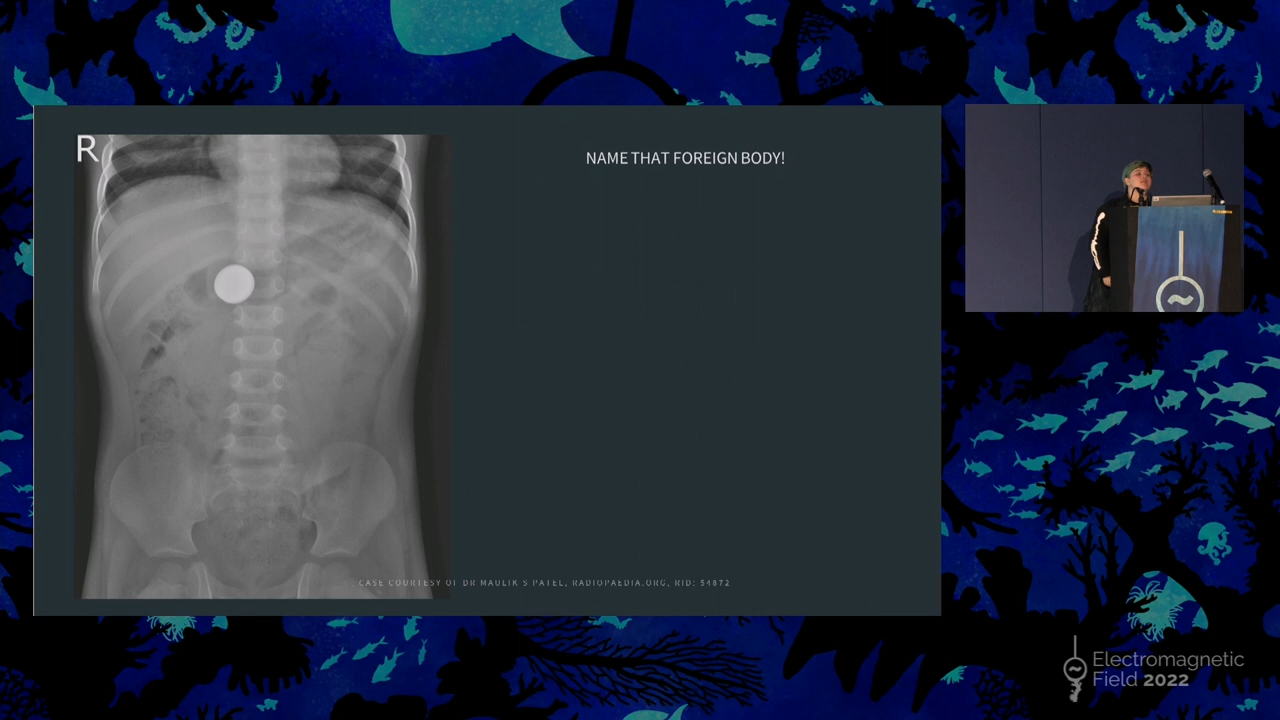 R
NAME THAT FOREIGN BODY!
CASE COURTESY OF DR MAULIK S PATEL, RADIOPAEDIA.ORG, RID: 54872
Electromagnetic
Field 2022